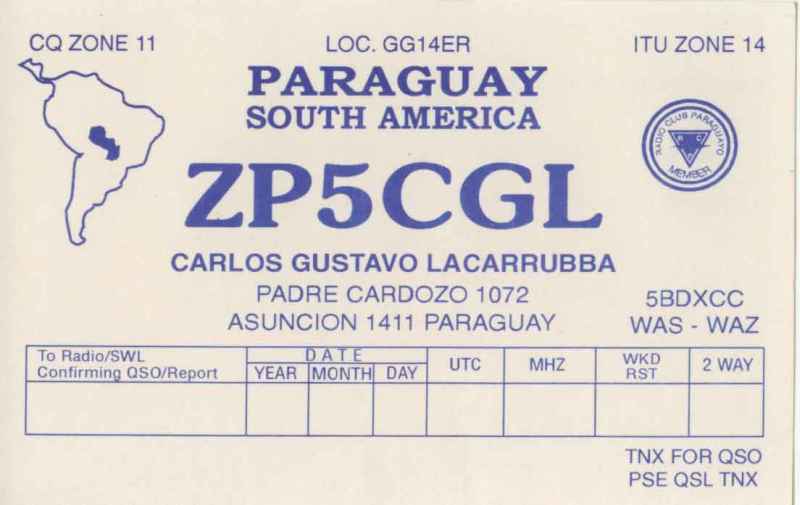 CQ ZONE 11
LOC. GG14ER
ITU ZONE 14
PARAGUAY
SOUTH AMERICA
RADIO CLUB PARAGUAYO
MEMBER
ZP5CGL
CARLOS GUSTAVO LACARRUBBA
PADRE CARDOZO 1072
ASUNCION 1411 PARAGUAY
5BDXCC
WAS - WAZ
To Radio/SWL
Confirming QSO/Report
DATE
YEAR MONTH DAY
UTC
MHZ
WKD
RST
2 WAY
TNX FOR QSO
PSE QSL TNX